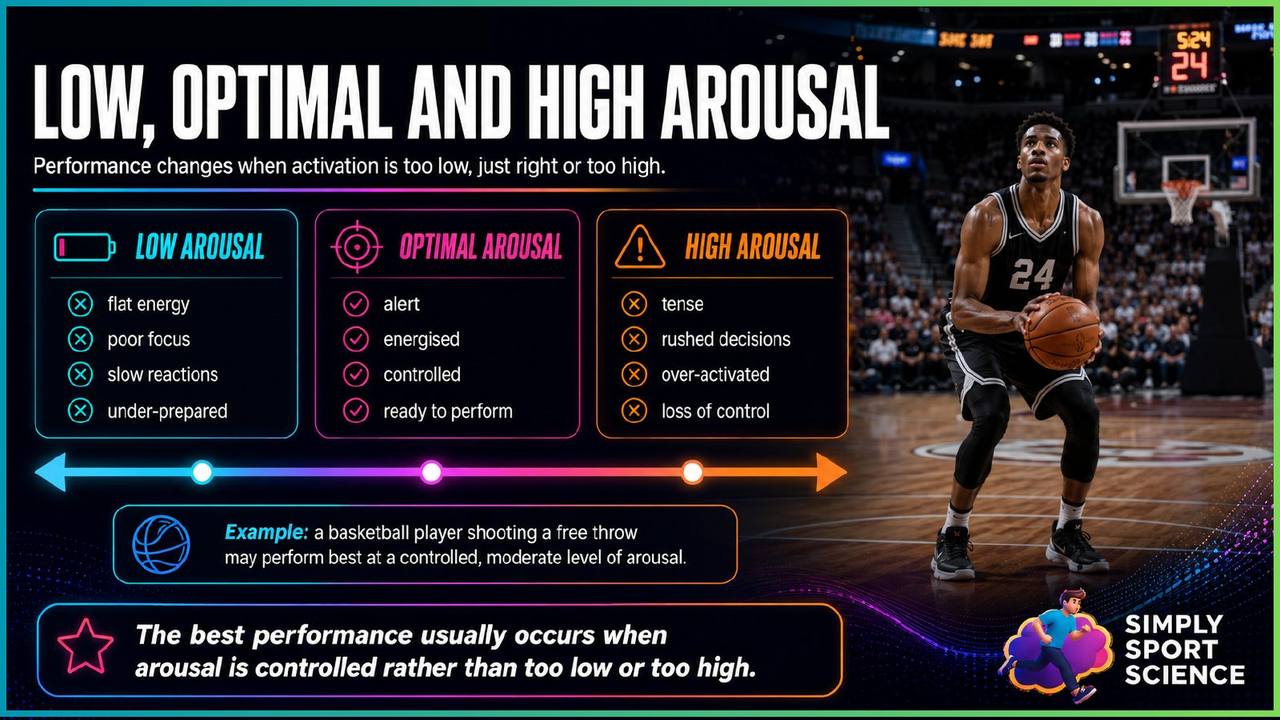 LOW, OPTIMAL AND HIGH AROUSAL
Performance changes when activation is too low, just right or too high.
LOW AROUSAL
flat energy
poor focus
slow reactions
under-prepared
OPTIMAL AROUSAL
alert
energised
controlled
ready to perform
HIGH AROUSAL
tense
rushed decisions
over-activated
loss of control
Example: a basketball player shooting a free throw
may perform best at a controlled, moderate level of arousal.
The best performance usually occurs when
arousal is controlled rather than too low or too high.
5:24
24
24
SIMPLY
SPORT
SCIENCE